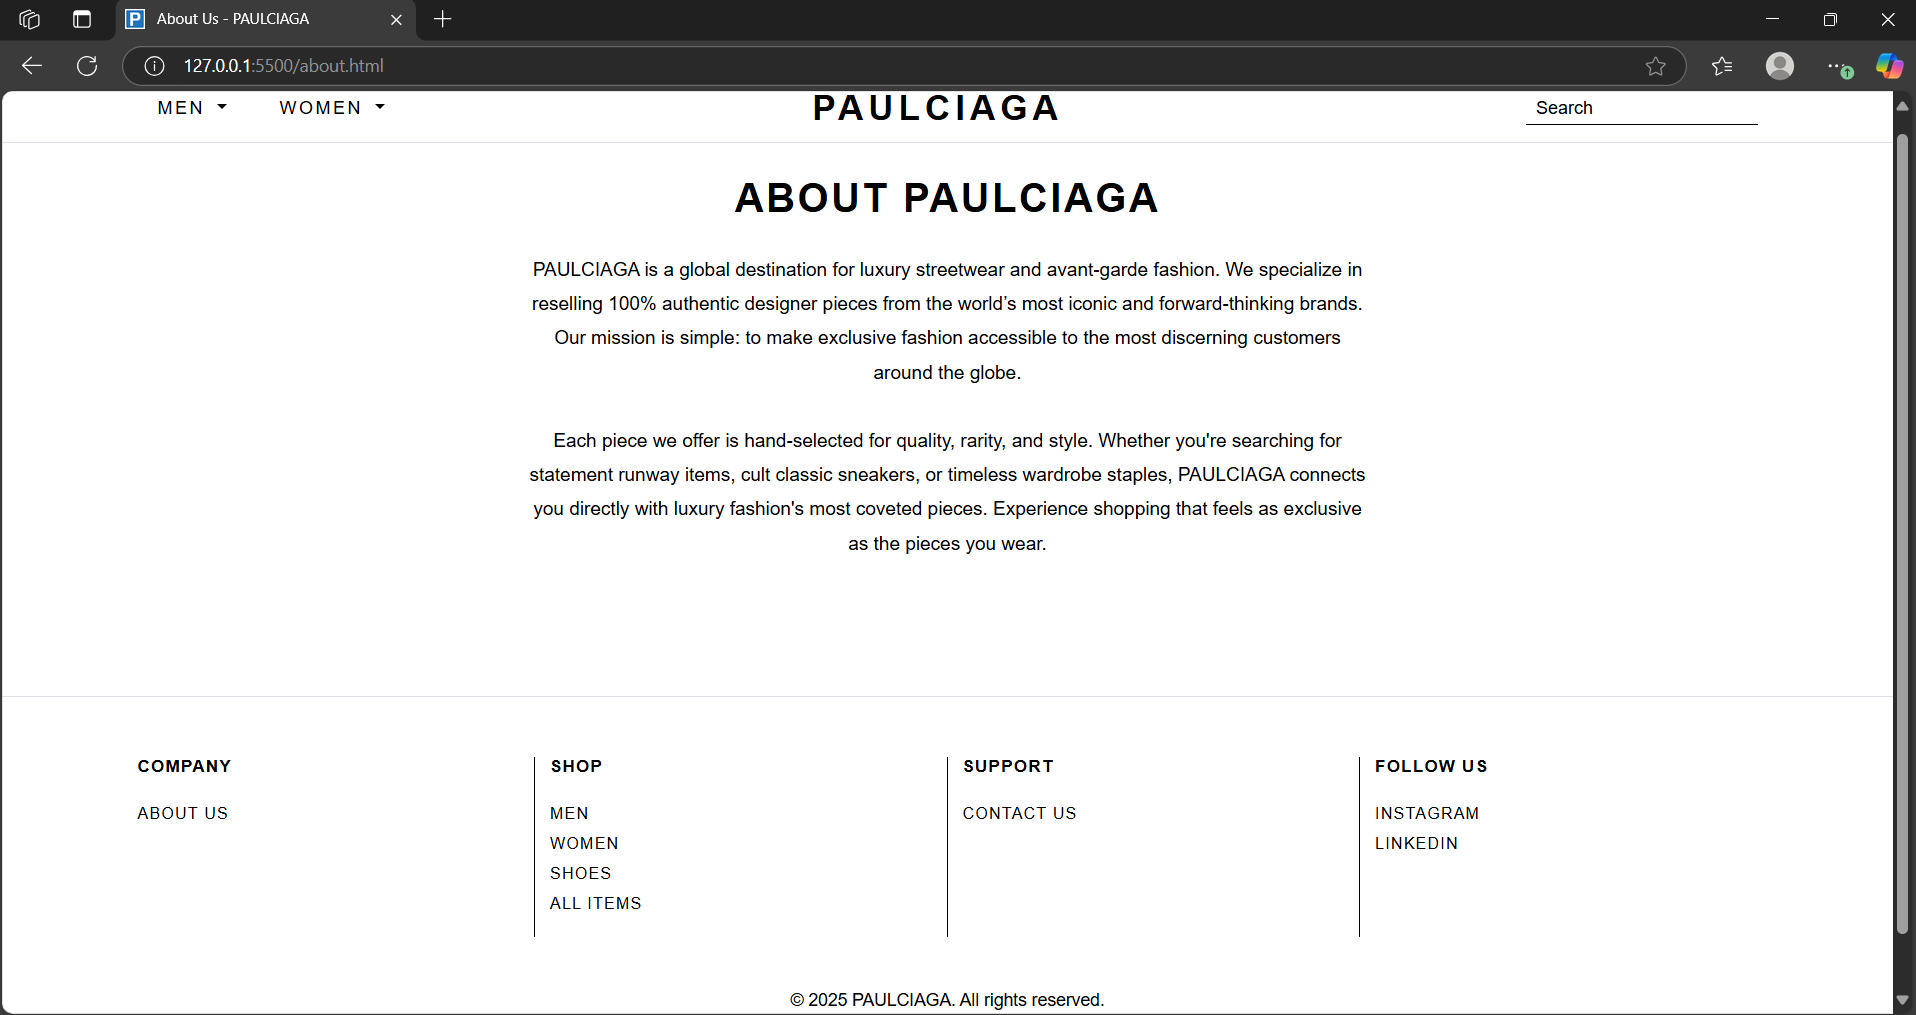 About Us - PAULCIAGA
127.0.0.1:5500/about.html
MEN WOMEN PAULCIAGA Search
ABOUT PAULCIAGA
PAULCIAGA is a global destination for luxury streetwear and avant-garde fashion. We specialize in
reselling 100% authentic designer pieces from the world’s most iconic and forward-thinking brands.
Our mission is simple: to make exclusive fashion accessible to the most discerning customers
around the globe.
Each piece we offer is hand-selected for quality, rarity, and style. Whether you're searching for
statement runway items, cult classic sneakers, or timeless wardrobe staples, PAULCIAGA connects
you directly with luxury fashion's most coveted pieces. Experience shopping that feels as exclusive
as the pieces you wear.
COMPANY
ABOUT US
SHOP
MEN
WOMEN
SHOES
ALL ITEMS
SUPPORT
CONTACT US
FOLLOW US
INSTAGRAM
LINKEDIN
© 2025 PAULCIAGA. All rights reserved.